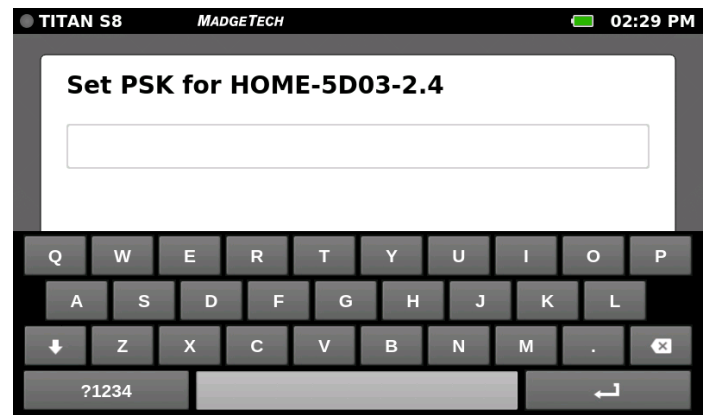 TITAN S8 MADGETECH 02:29 PM
Set PSK for HOME-5D03-2.4
Q W E R T Y U I O P
A S D F G H J K L
Z X C V B N M .
?1234